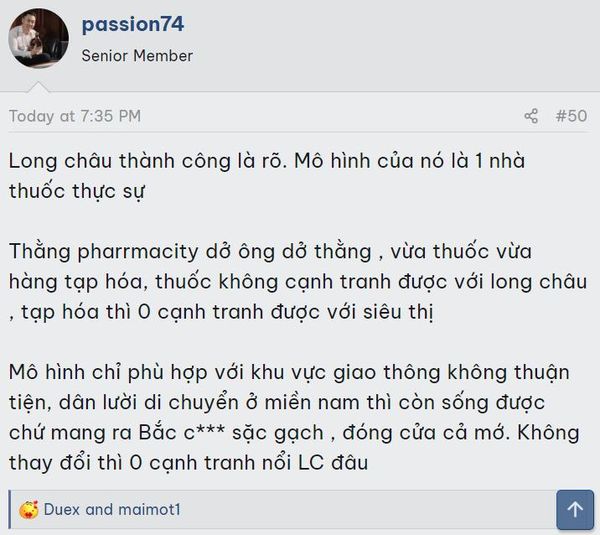 passion74
Senior Member
Today at 7:35 PM
#50
Long châu thành công là rõ. Mô hình của nó là 1 nhà
thuốc thực sự
Thằng pharrmacity dở ông dở thằng , vừa thuốc vừa
hàng tạp hóa, thuốc không cạnh tranh được với long châu
, tạp hóa thì 0 cạnh tranh được với siêu thị
Mô hình chỉ phù hợp với khu vực giao thông không thuận
tiện, dân lười di chuyển ở miền nam thì còn sống được
chứ mang ra Bắc c*** sặc gạch , đóng cửa cả mớ. Không
thay đổi thì 0 cạnh tranh nổi LC đâu
Duex and maimot1